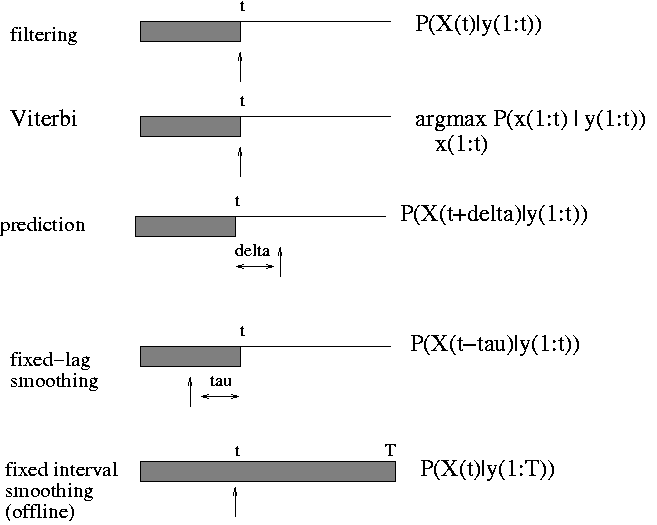 t
filtering P(X(t)|y(1:t))
t
Viterbi argmax P(x(1:t) | y(1:t))
x(1:t)
t
prediction P(X(t+delta)|y(1:t))
delta
t
fixed−lag P(X(t−tau)|y(1:t))
smoothing tau
t T
fixed interval P(X(t)|y(1:T))
smoothing
(offline)